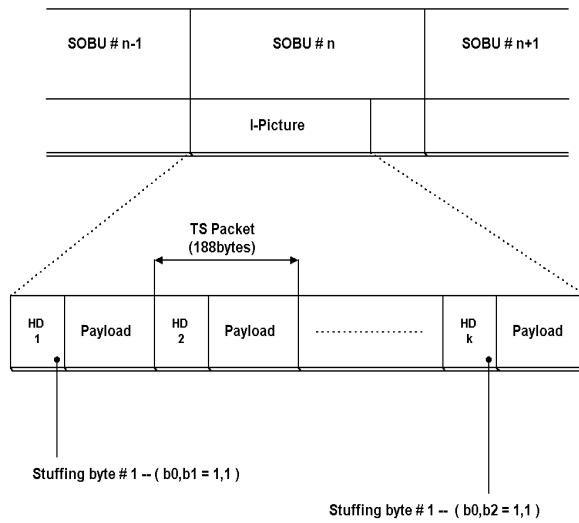 SOBU # n-1
SOBU # n
SOBU # n+1
I-Picture
TS Packet
(188bytes)
HD
1
Payload
HD
2
Payload
HD
k
Payload
Stuffing byte # 1 -- ( b0,b1 = 1,1 )
Stuffing byte # 1 -- ( b0,b2 = 1,1 )